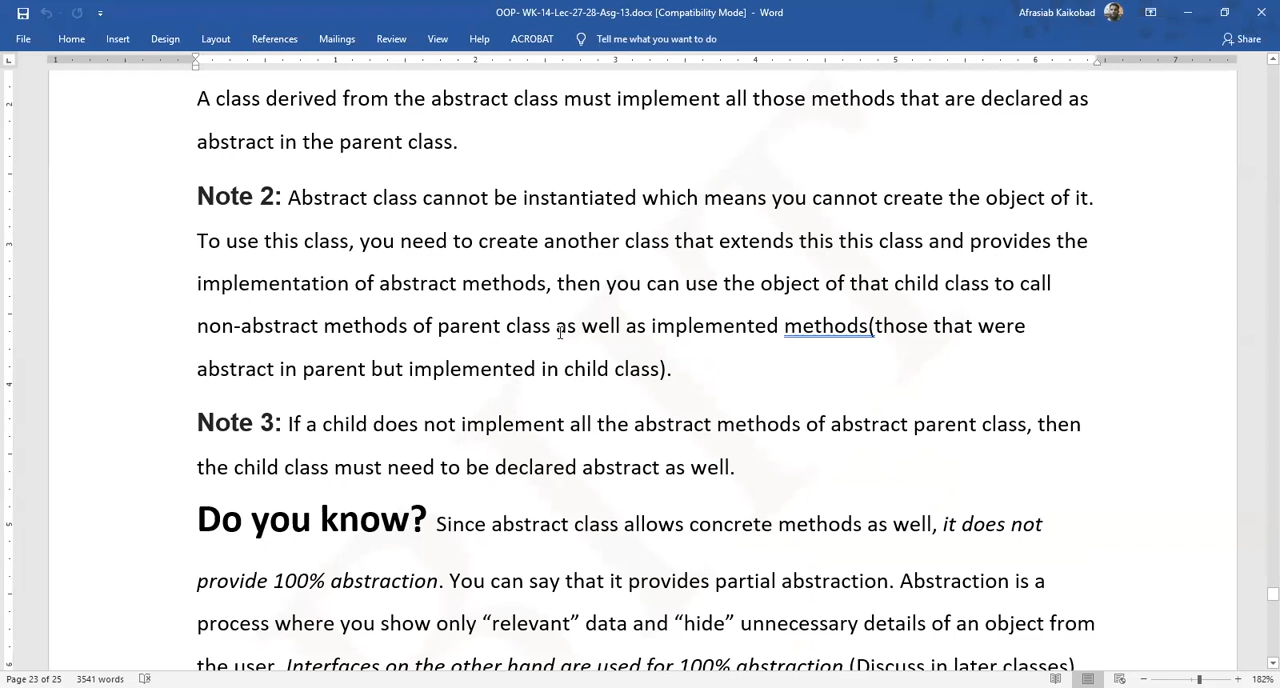 OOP- WK-14-Lec-27-28-Asg-13.docx [Compatibility Mode] - Word
Afrasiab Kaikobad
File Home Insert Design Layout References Mailings Review View Help ACROBAT Tell me what you want to do Share
1 1 2 3 4 5 6 7
A class derived from the abstract class must implement all those methods that are declared as
abstract in the parent class.
Note 2: Abstract class cannot be instantiated which means you cannot create the object of it.
To use this class, you need to create another class that extends this this class and provides the
implementation of abstract methods, then you can use the object of that child class to call
non-abstract methods of parent class as well as implemented methods(those that were
abstract in parent but implemented in child class).
Note 3: If a child does not implement all the abstract methods of abstract parent class, then
the child class must need to be declared abstract as well.
Do you know? Since abstract class allows concrete methods as well, it does not
provide 100% abstraction. You can say that it provides partial abstraction. Abstraction is a
process where you show only “relevant” data and “hide” unnecessary details of an object from
the user. Interfaces on the other hand are used for 100% abstraction (Discuss in later classes)
Page 23 of 25 3541 words 182%